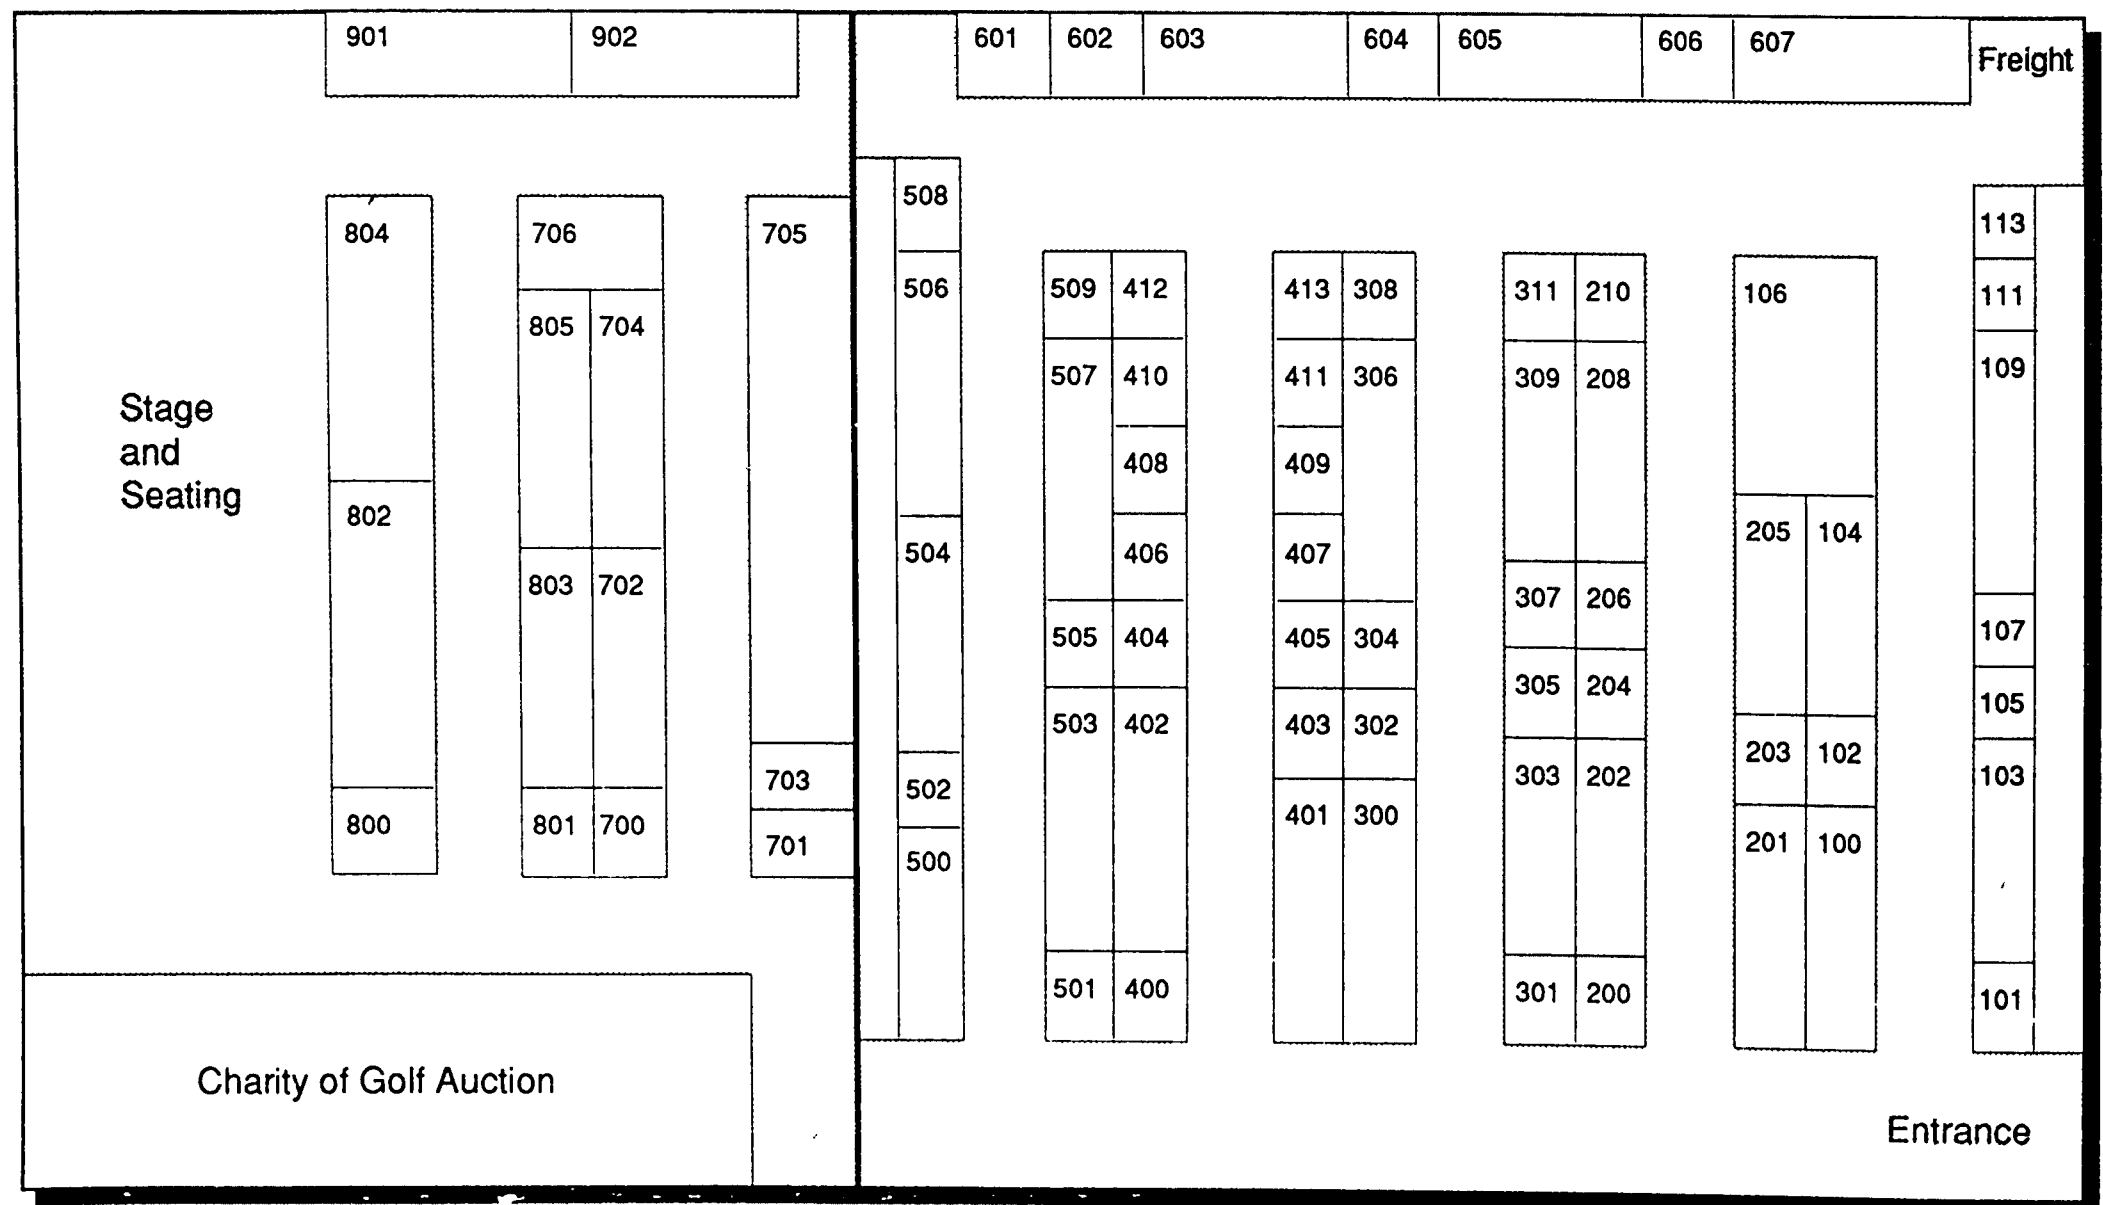 901 902 601 602 603 604 605 606 607
Freight
508
113
804 706 705
506 509 412 413 308 311 210 106 111
805 704
507 410 411 306 309 208 109
Stage
and
Seating
408 409
802
504 406 407 205 104
803 702 307 206
505 404 405 304 107
305 204 105
503 402 403 302
703 502 303 202 203 102 103
800 801 700 701 500 401 300 201 100
501 400 301 200 101
Charity of Golf Auction
Entrance